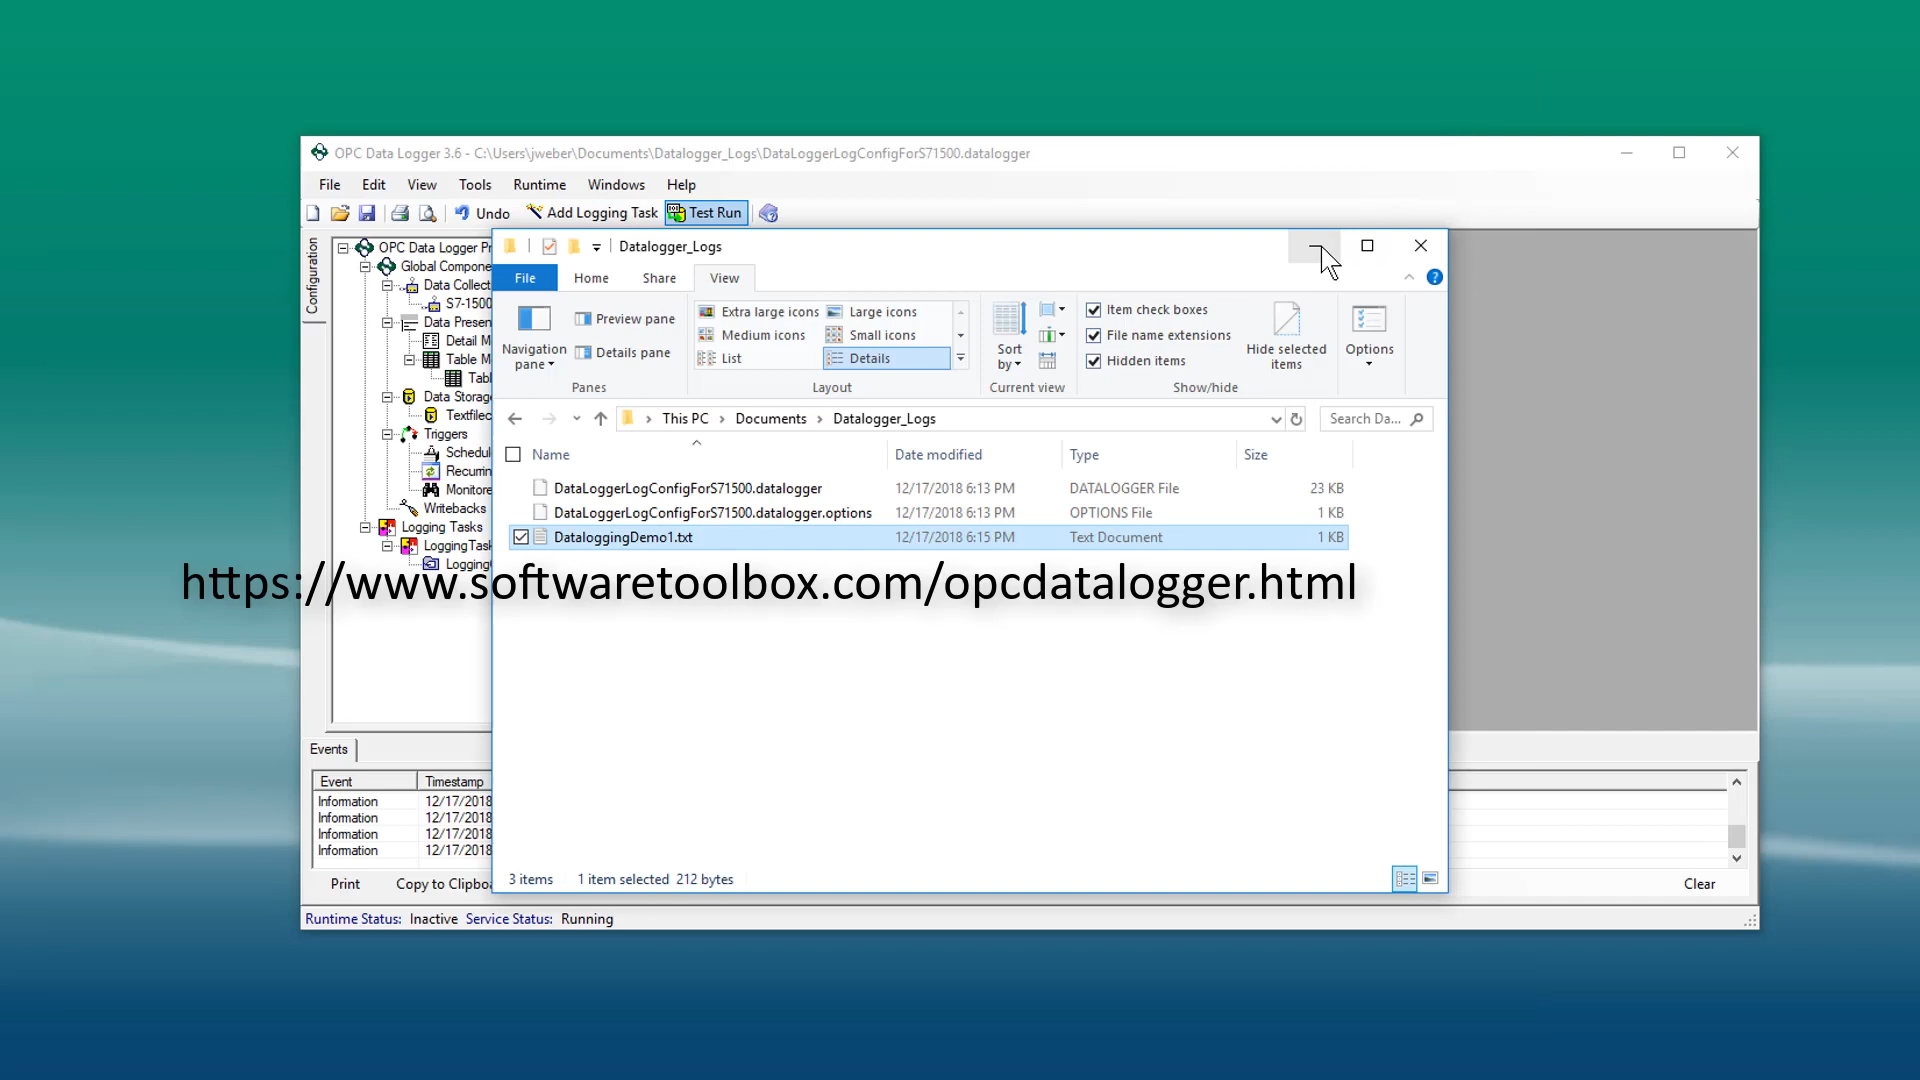 OPC Data Logger 3.6 - C:\Users\jweber\Documents\Datalogger_Logs\DataLoggerLogConfigForS71500.datalogger
File Edit View Tools Runtime Windows Help
Undo Add Logging Task Test Run
Configuration
OPC Data Logger Pr
Global Compone
Data Collec
S7-1500
Data Presen
Detail M
Table M
Tabl
Data Storag
Textfilec
Triggers
Schedul
Recurrin
Monitore
Writebacks
Logging Tasks
LoggingTask
Logging
Datalogger_Logs
File Home Share View
Navigation pane
Preview pane
Details pane
Panes
Extra large icons Large icons
Medium icons Small icons
List Details
Layout
Sort by
Current view
Item check boxes
File name extensions
Hidden items
Hide selected items
Show/hide
Options
This PC Documents Datalogger_Logs
Search Da...
Name Date modified Type Size
DataLoggerLogConfigForS71500.datalogger 12/17/2018 6:13 PM DATALOGGER File 23 KB
DataLoggerLogConfigForS71500.datalogger.options 12/17/2018 6:13 PM OPTIONS File 1 KB
DataloggingDemo1.txt 12/17/2018 6:15 PM Text Document 1 KB
https://www.softwaretoolbox.com/opcdatalogger.html
3 items 1 item selected 212 bytes
Events
Event Timestamp
Information 12/17/2018
Information 12/17/2018
Information 12/17/2018
Information 12/17/2018
Print Copy to Clipboa Clear
Runtime Status: Inactive Service Status: Running